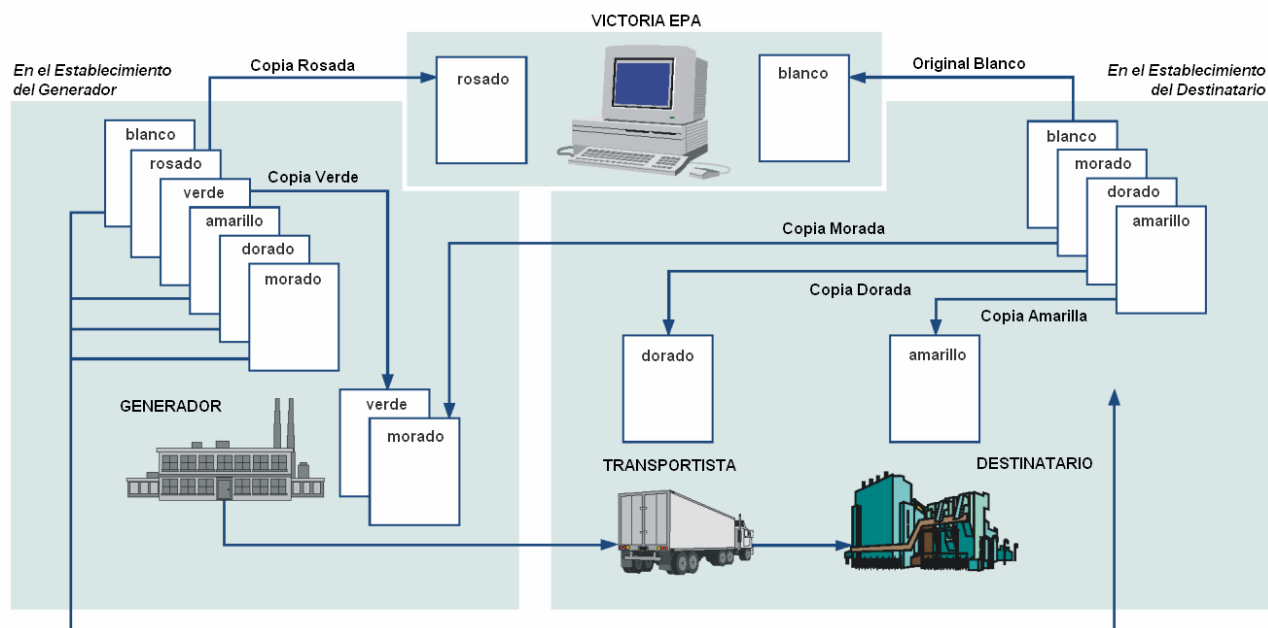 VICTORIA EPA
En el Establecimiento
del Generador
Copia Rosada
rosado
blanco
Original Blanco
En el Establecimiento
del Destinatario
blanco
rosado
verde
amarillo
dorado
morado
Copia Verde
blanco
morado
dorado
amarillo
Copia Morada
Copia Dorada
Copia Amarilla
dorado
amarillo
verde
morado
GENERADOR
TRANSPORTISTA
DESTINATARIO